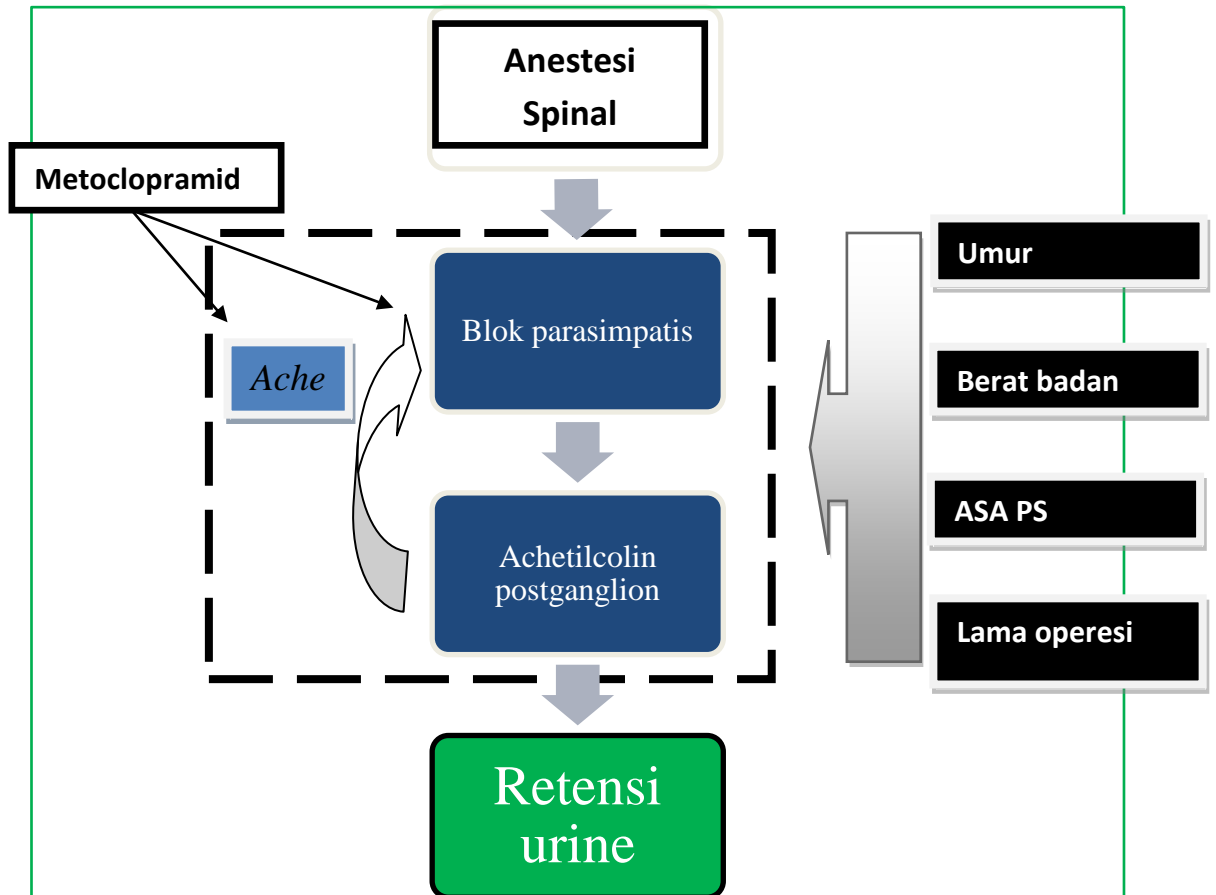 Anestesi
Spinal
Metoclopramid
Umur
Blok parasimpatis
Ache
Berat badan
ASA PS
Achetilcolin
postganglion
Lama operesi
Retensi
urine